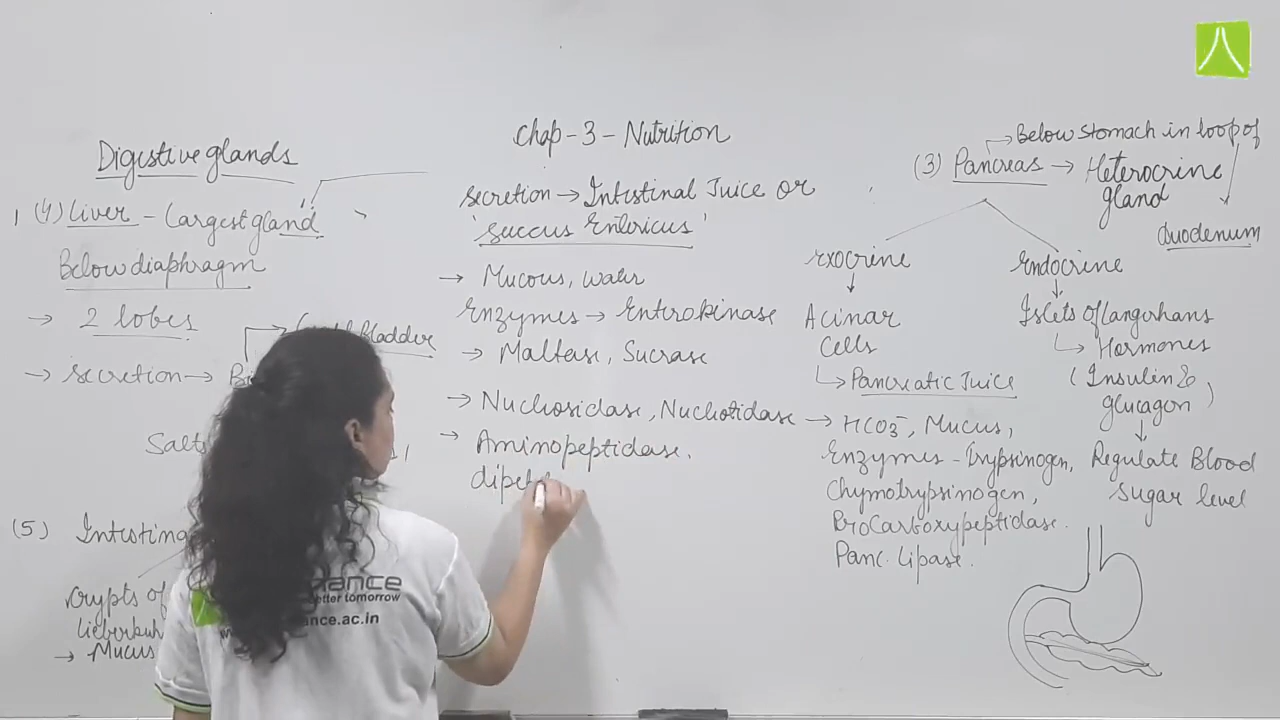 Chap-3-Nutrition
Digestive glands
(4) Liver - Largest gland
Below diaphragm
→ 2 lobes
→ secretion →
Bladder
Salts
(5)
Crypts of
→ Mucus
secretion → Intestinal Juice or
'Succus Entericus'
→ Mucous, water
Enzymes → Enterokinase
→ Maltase, Sucrase
→ Nucleosidase, Nucleotidase
→ Aminopeptidase.
→ Below stomach in loop of
duodenum
(3) Pancreas → Heterocrine
gland
Exocrine
Acinar
Cells
Pancreatic Juice
→ HCO3-, Mucus,
Enzymes - Trypsinogen,
Chymotrypsinogen,
ProCarboxypeptidase.
Panc. Lipase.
Endocrine
Islets of langerhans
Hormones
(Insulin &
glucagon)
Regulate Blood
Sugar level
better tomorrow
ance.ac.in